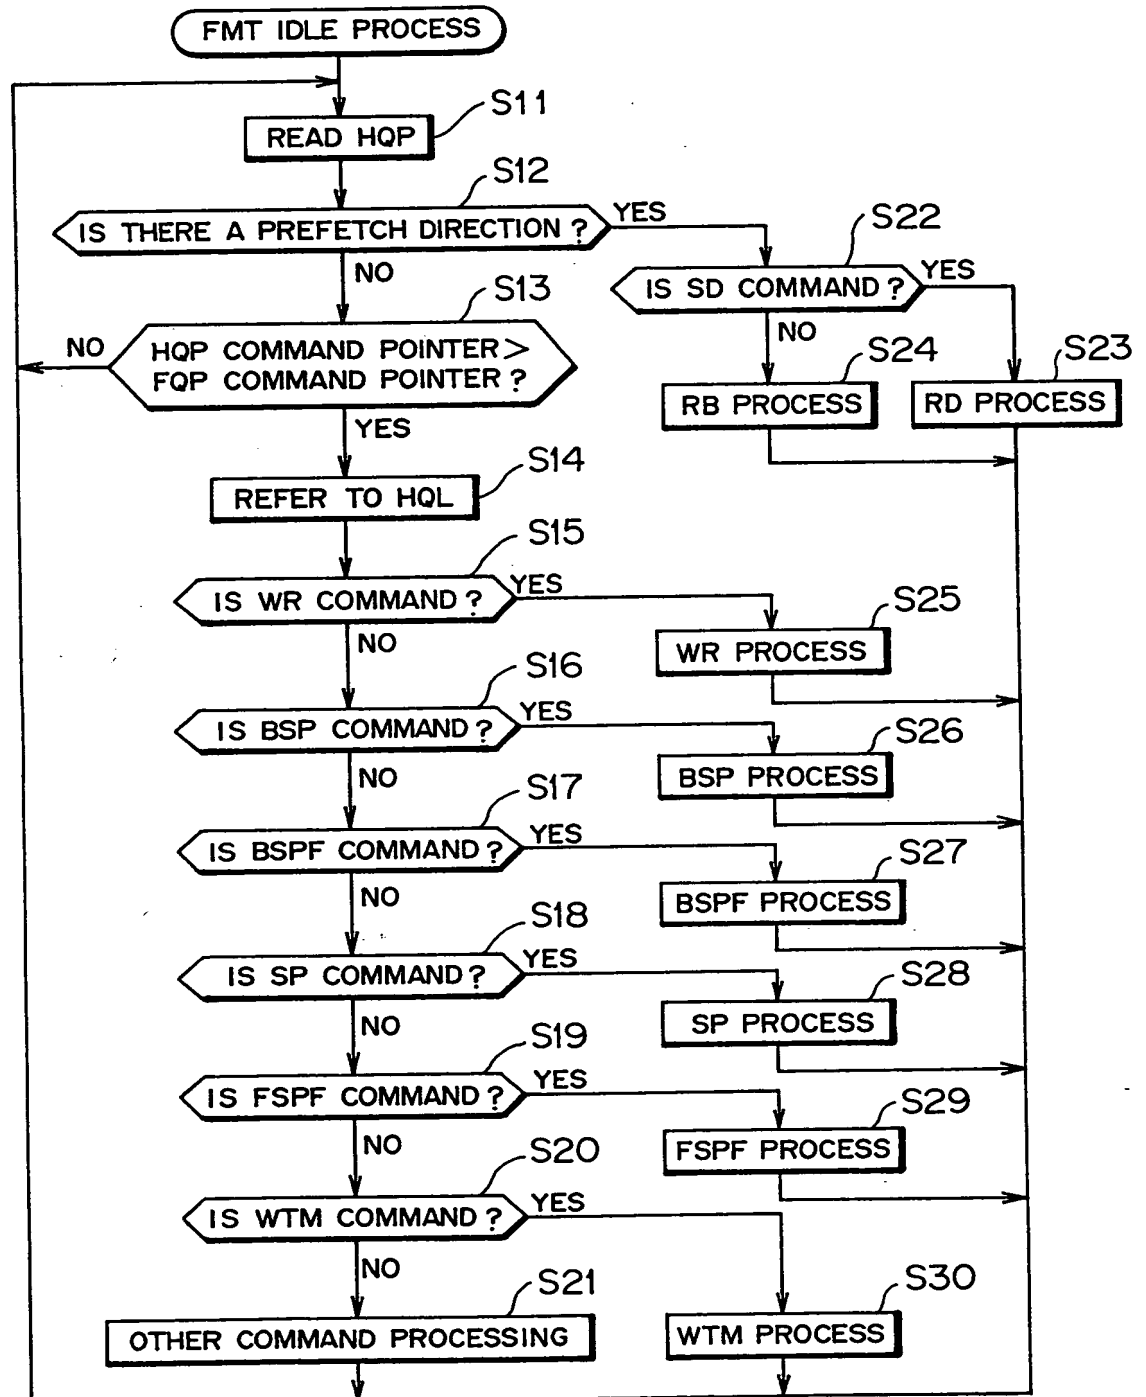 FMT IDLE PROCESS
S11
READ HQP
S12
IS THERE A PREFETCH DIRECTION?
YES
NO
S22
IS SD COMMAND?
YES
NO
S13
HQP COMMAND POINTER>
FQP COMMAND POINTER?
NO
YES
S24
RB PROCESS
S23
RD PROCESS
S14
REFER TO HQL
S15
IS WR COMMAND?
YES
NO
S25
WR PROCESS
S16
IS BSP COMMAND?
YES
NO
S26
BSP PROCESS
S17
IS BSPF COMMAND?
YES
NO
S27
BSPF PROCESS
S18
IS SP COMMAND?
YES
NO
S28
SP PROCESS
S19
IS FSPF COMMAND?
YES
NO
S29
FSPF PROCESS
S20
IS WTM COMMAND?
YES
NO
S21
OTHER COMMAND PROCESSING
S30
WTM PROCESS